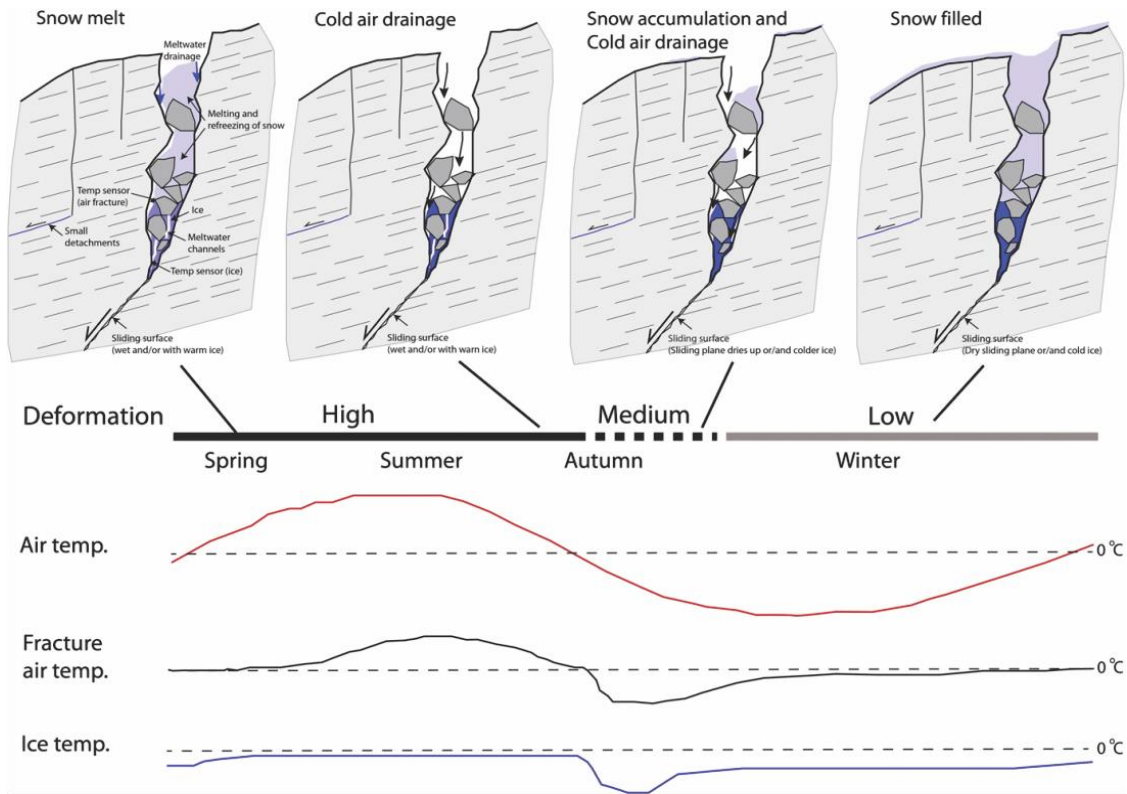 Snow melt
Meltwater
drainage
Melting and
refreezing of snow
Temp sensor
(air fracture)
Ice
Small
detachments
Meltwater
channels
Temp sensor (ice)
Sliding surface
(wet and/or with warm ice)
Cold air drainage
Sliding surface
(wet and/or with warn ice)
Snow accumulation and
Cold air drainage
Sliding surface
(Sliding plane dries up or/and colder ice)
Snow filled
Sliding surface
(Dry sliding plane or/and cold ice)
Deformation
High
Medium
Low
Spring
Summer
Autumn
Winter
Air temp.
0 °C
Fracture
air temp.
0 °C
Ice temp.
0 °C